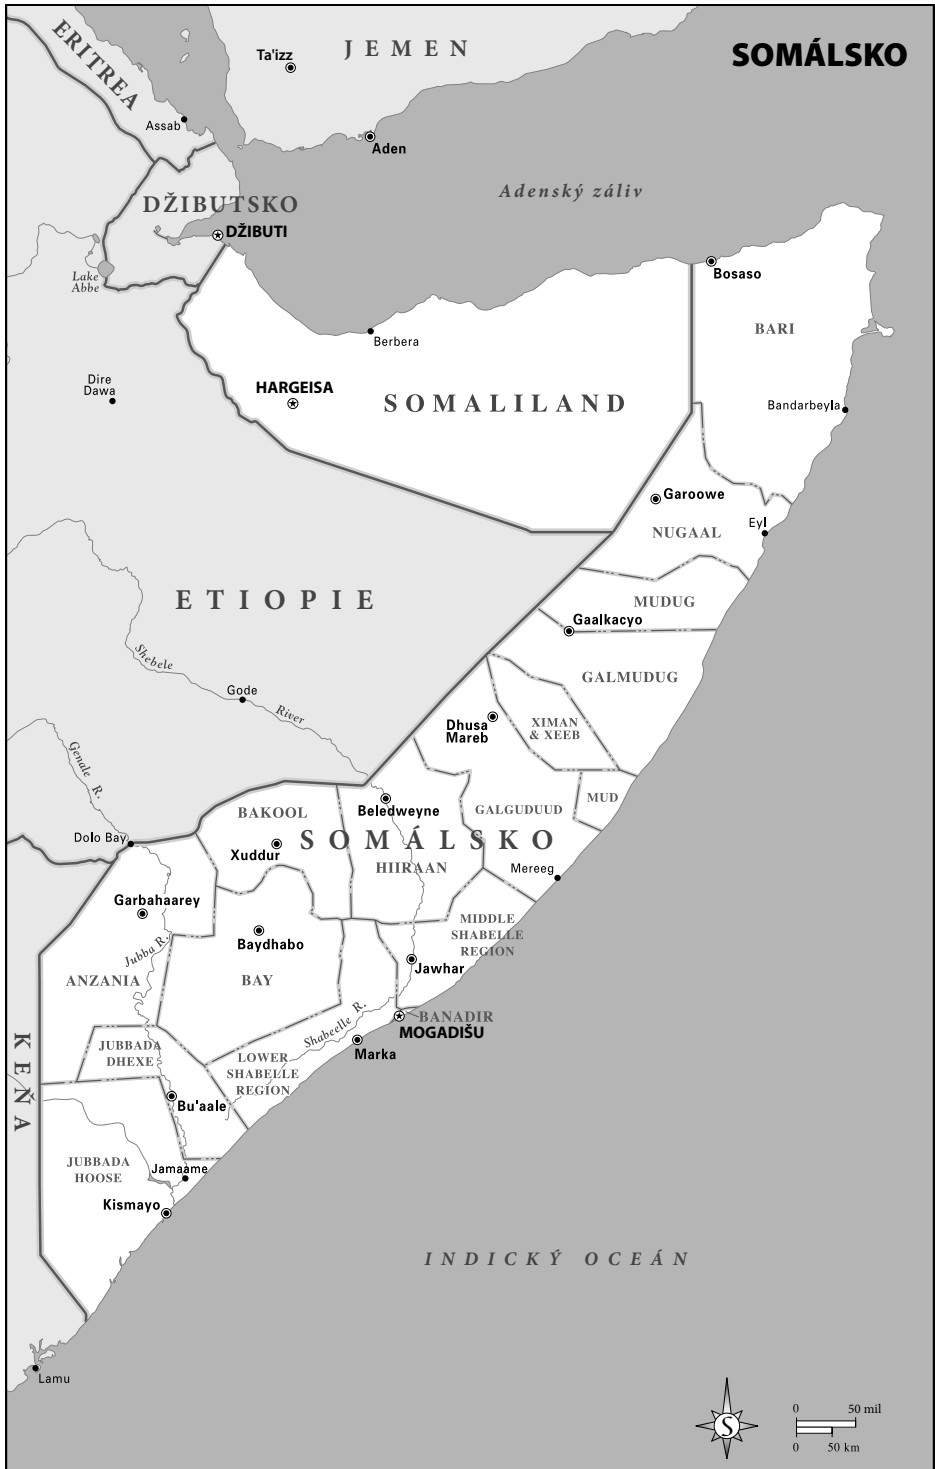 SOMÁLSKO
JEMEN
Ta'izz
ERITREA
Assab
Aden
Adenský záliv
DŽIBUTSKO
DŽIBUTI
Lake
Abbe
Bosaso
BARI
Berbera
Dire
Dawa
HARGEISA
SOMALILAND
Bandarbeyla
Garoowe
Eyl
NUGAAL
ETIOPIE
MUDUG
Gaalkacyo
Shebele
GALMUDUG
Gode
River
Dhusa
Mareb
XIMAN
& XEEB
Genale R.
BAKOOL
Beledweyne
GALGUDUUD
MUD
Dolo Bay
SOMÁLSKO
Xuddur
HIIRAAN
Mereeg
Garbahaarey
MIDDLE
SHABELLE
REGION
Baydhabo
Jubba R.
Jawhar
ANZANIA
BAY
Shabeelle R.
BANADIR
MOGADIŠU
KEŇA
JUBBADA
DHEXE
LOWER
SHABELLE
REGION
Marka
Bu'aale
JUBBADA
HOOSE
Jamaame
Kismayo
INDICKÝ OCEÁN
Lamu
S
0 50 mil
0 50 km